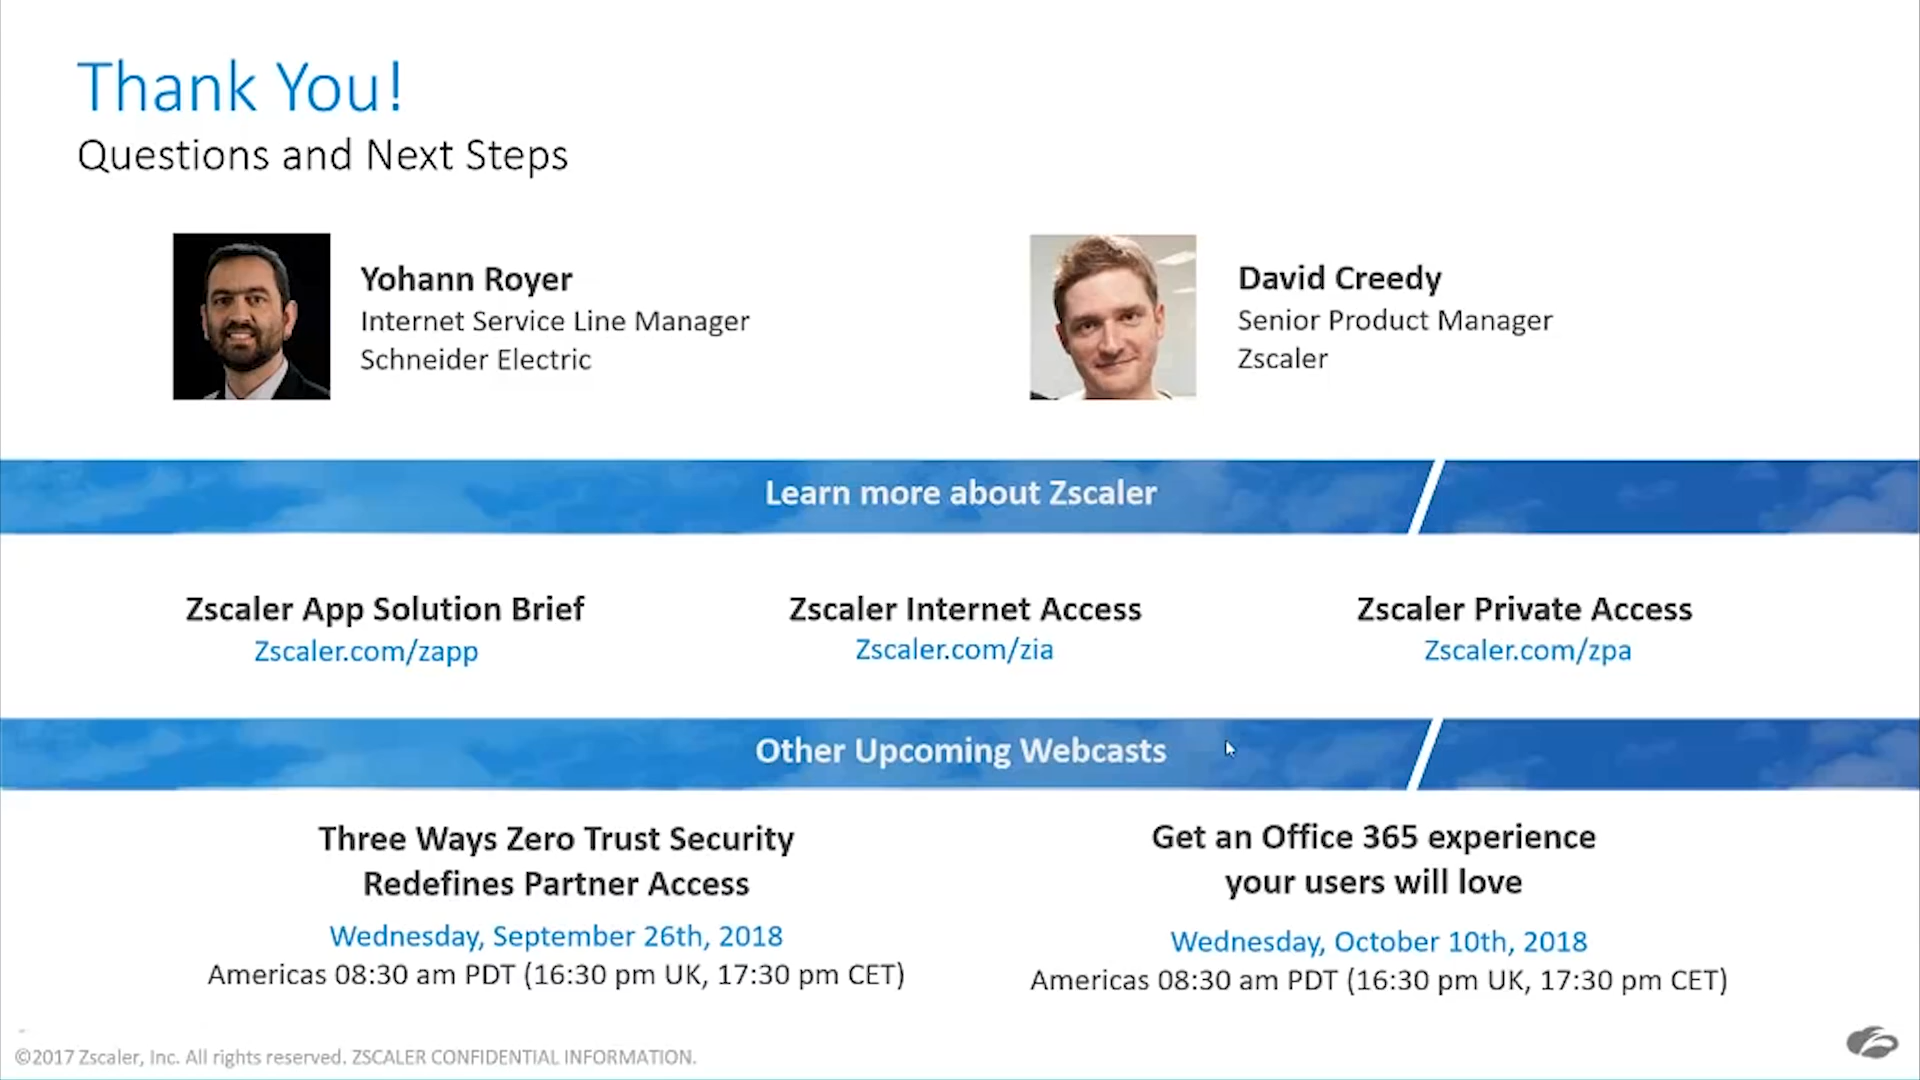 Thank You!
Questions and Next Steps
Yohann Royer
Internet Service Line Manager
Schneider Electric
David Creedy
Senior Product Manager
Zscaler
Learn more about Zscaler
Zscaler App Solution Brief
Zscaler.com/zapp
Zscaler Internet Access
Zscaler.com/zia
Zscaler Private Access
Zscaler.com/zpa
Other Upcoming Webcasts
Three Ways Zero Trust Security
Redefines Partner Access
Wednesday, September 26th, 2018
Americas 08:30 am PDT (16:30 pm UK, 17:30 pm CET)
Get an Office 365 experience
your users will love
Wednesday, October 10th, 2018
Americas 08:30 am PDT (16:30 pm UK, 17:30 pm CET)
©2017 Zscaler, Inc. All rights reserved. ZSCALER CONFIDENTIAL INFORMATION.